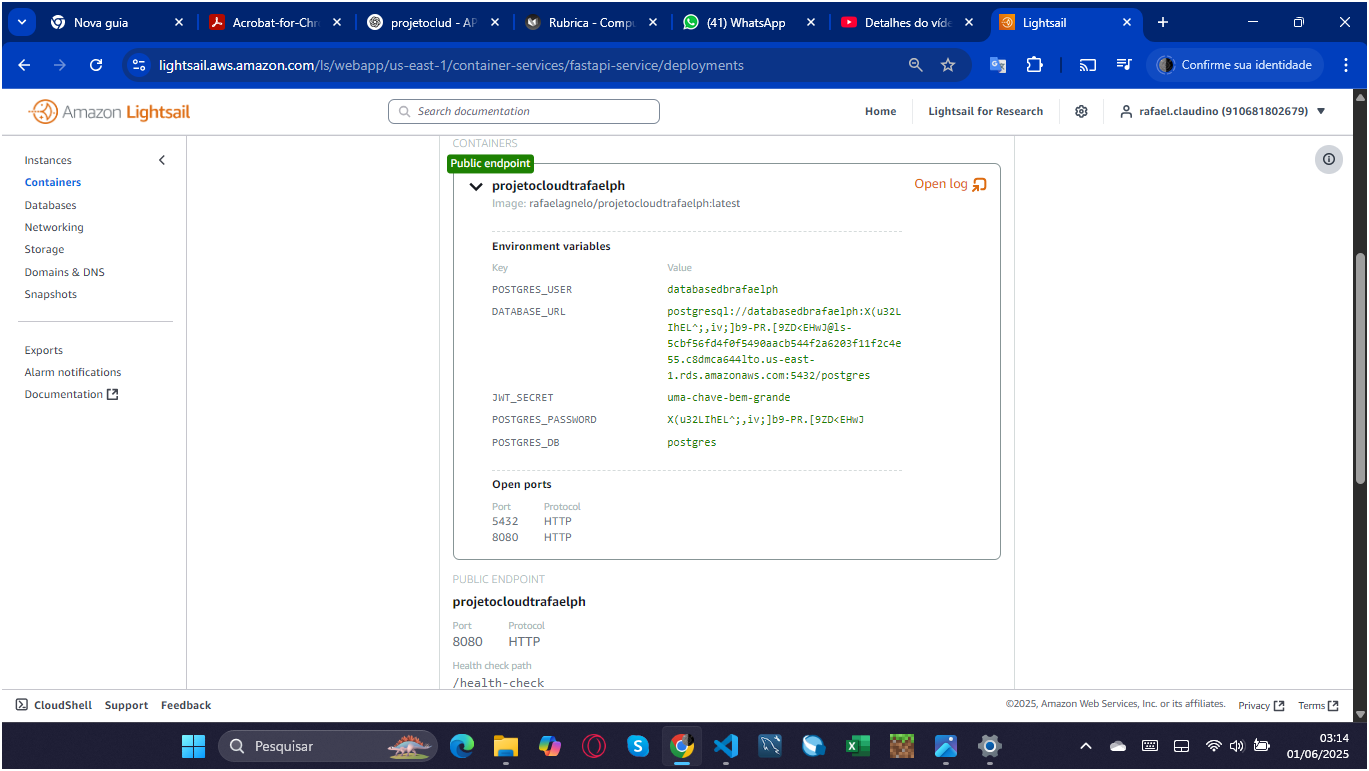 Nova guia
Acrobat-for-Chr
projetoclud - AP
Rubrica - Compu
(41) WhatsApp
Detalhes do víde
Lightsail
lightsail.aws.amazon.com/ls/webapp/us-east-1/container-services/fastapi-service/deployments
Confirme sua identidade
Amazon Lightsail
Search documentation
Home
Lightsail for Research
rafael.claudino (910681802679)
Instances
Containers
Databases
Networking
Storage
Domains & DNS
Snapshots
Exports
Alarm notifications
Documentation
CONTAINERS
Public endpoint
projetocloudtrafaelph
Open log
Image: rafaelagnelo/projetocloudtrafaelph:latest
Environment variables
Key Value
POSTGRES_USER databasedbrafaelph
DATABASE_URL postgresql://databasedbrafaelph:X(u32L
IhEL^;,iv;]b9-PR.[9ZD<EHwJ@ls-
5cbf56fd4f0f5490aacb544f2a6203f11f2c4e
55.c8dmca644lto.us-east-
1.rds.amazonaws.com:5432/postgres
JWT_SECRET uma-chave-bem-grande
POSTGRES_PASSWORD X(u32LIhEL^;,iv;]b9-PR.[9ZD<EHwJ
POSTGRES_DB postgres
Open ports
Port Protocol
5432 HTTP
8080 HTTP
PUBLIC ENDPOINT
projetocloudtrafaelph
Port Protocol
8080 HTTP
Health check path
/health-check
CloudShell
Support
Feedback
©2025, Amazon Web Services, Inc. or its affiliates.
Privacy
Terms
Pesquisar
03:14
01/06/2025